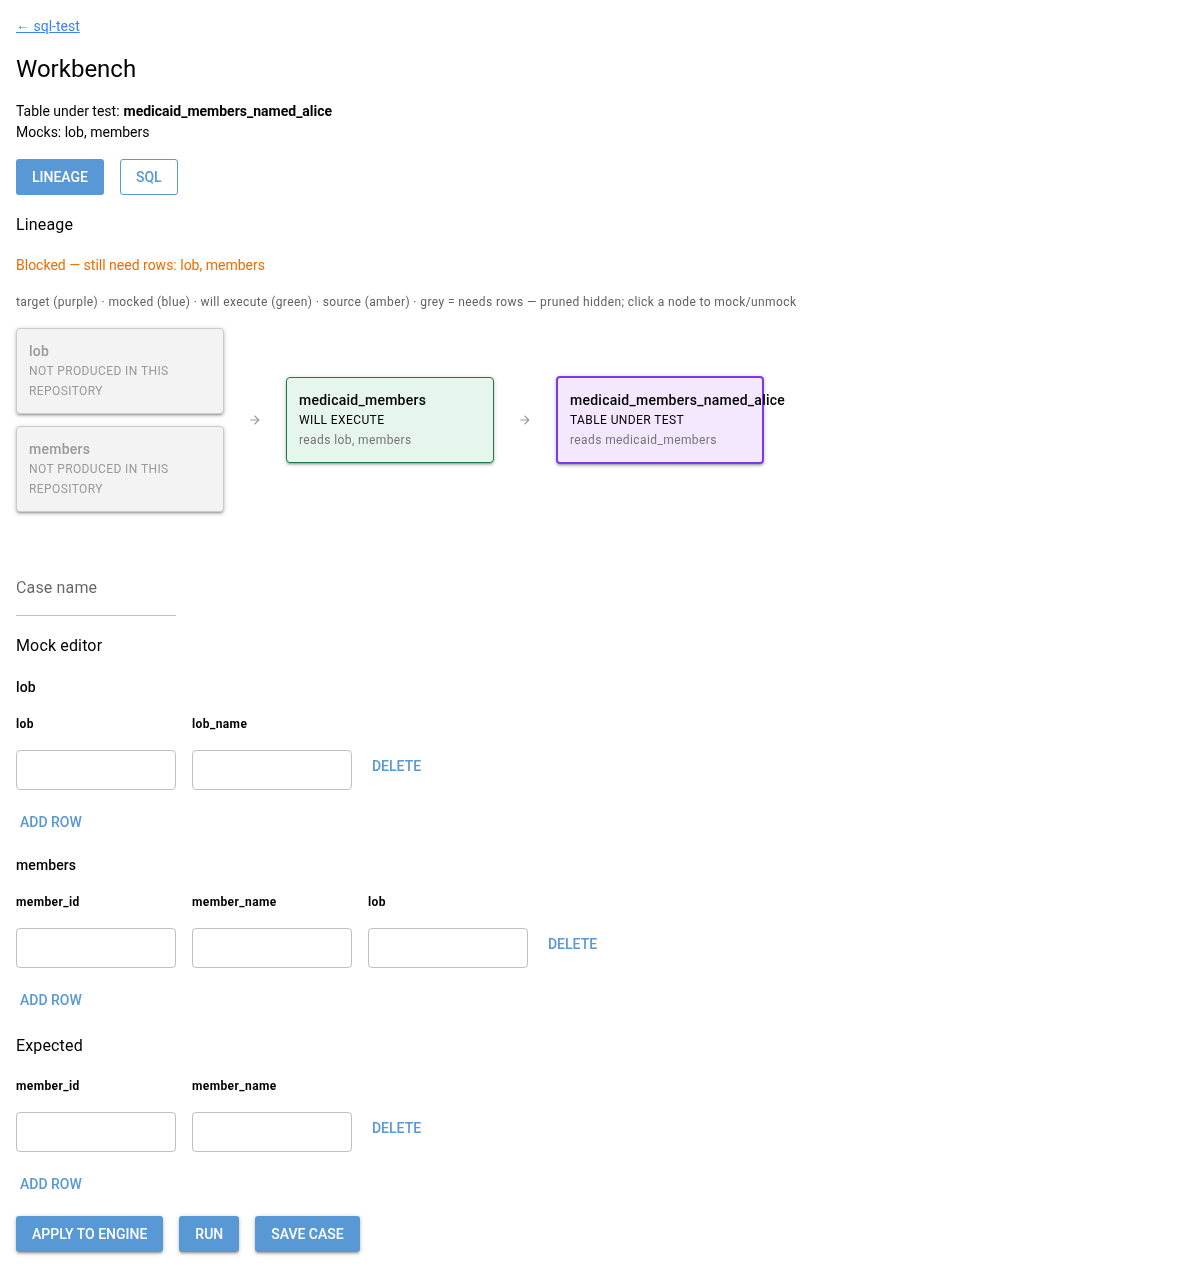 ← sql-test
Workbench
Table under test: medicaid_members_named_alice
Mocks: lob, members
LINEAGE
SQL
Lineage
Blocked — still need rows: lob, members
target (purple) · mocked (blue) · will execute (green) · source (amber) · grey = needs rows — pruned hidden; click a node to mock/unmock
lob
NOT PRODUCED IN THIS
REPOSITORY
members
NOT PRODUCED IN THIS
REPOSITORY
→
medicaid_members
WILL EXECUTE
reads lob, members
→
medicaid_members_named_alice
TABLE UNDER TEST
reads medicaid_members
Case name
Mock editor
lob
lob lob_name
DELETE
ADD ROW
members
member_id member_name lob
DELETE
ADD ROW
Expected
member_id member_name
DELETE
ADD ROW
APPLY TO ENGINE RUN SAVE CASE